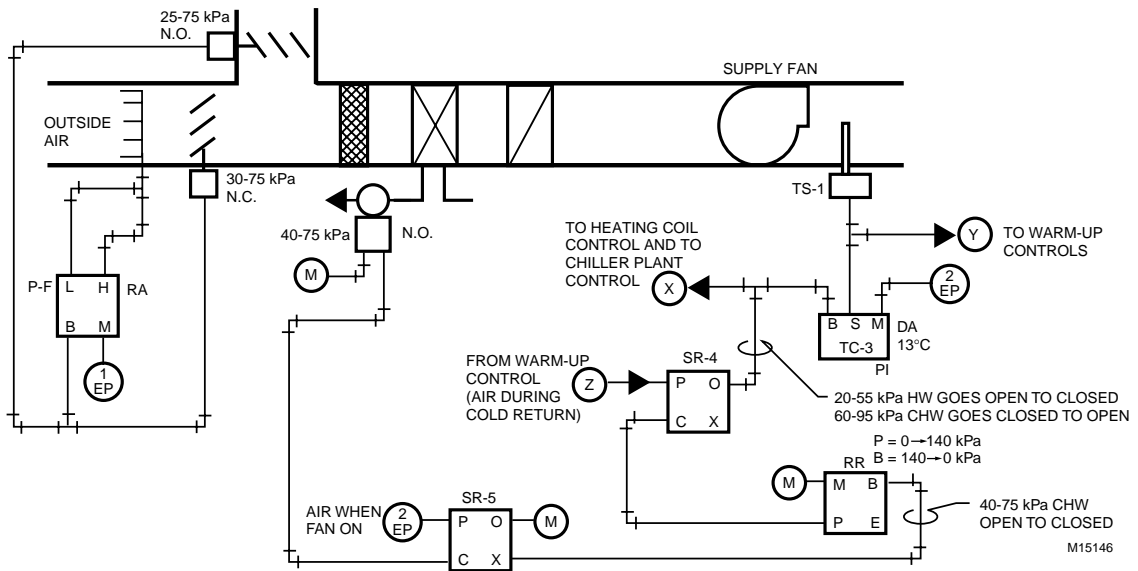 25-75 kPa
N.O.
SUPPLY FAN
OUTSIDE
AIR
30-75 kPa
N.C.
TS-1
40-75 kPa
N.O.
TO HEATING COIL
CONTROL AND TO
CHILLER PLANT
CONTROL
Y
TO WARM-UP
CONTROLS
M
X
2
EP
P-F
L H
RA
B M
B S M
TC-3
DA
13°C
PI
1
EP
SR-4
FROM WARM-UP
CONTROL
(AIR DURING
COLD RETURN)
Z
P O
C X
20-55 kPa HW GOES OPEN TO CLOSED
60-95 kPa CHW GOES CLOSED TO OPEN
P = 0→140 kPa
B = 140→0 kPa
RR
M
M B
P E
SR-5
AIR WHEN
FAN ON
2
EP
P O
C X
M
40-75 kPa CHW
OPEN TO CLOSED
M15146